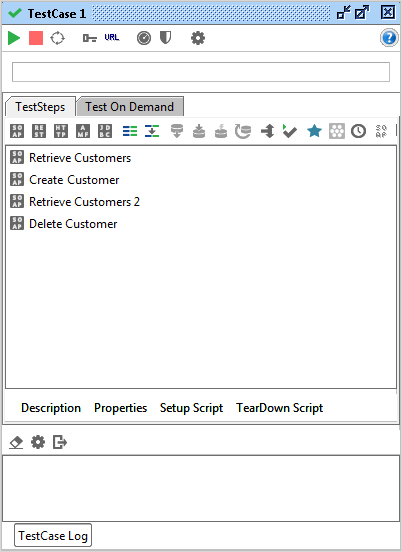 TestCase 1
URL
?
TestSteps Test On Demand
SO AP RE ST HT TP A MF JD BC SO AP
SO AP Retrieve Customers
SO AP Create Customer
SO AP Retrieve Customers 2
SO AP Delete Customer
Description Properties Setup Script TearDown Script
TestCase Log